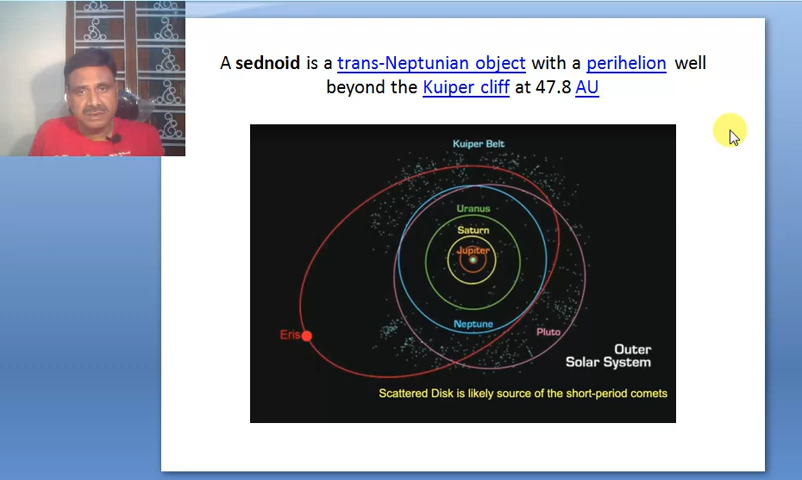 A sednoid is a trans-Neptunian object with a perihelion well
beyond the Kuiper cliff at 47.8 AU
Kuiper Belt
Uranus
Saturn
Jupiter
Eris
Neptune
Pluto
Outer
Solar System
Scattered Disk is likely source of the short-period comets